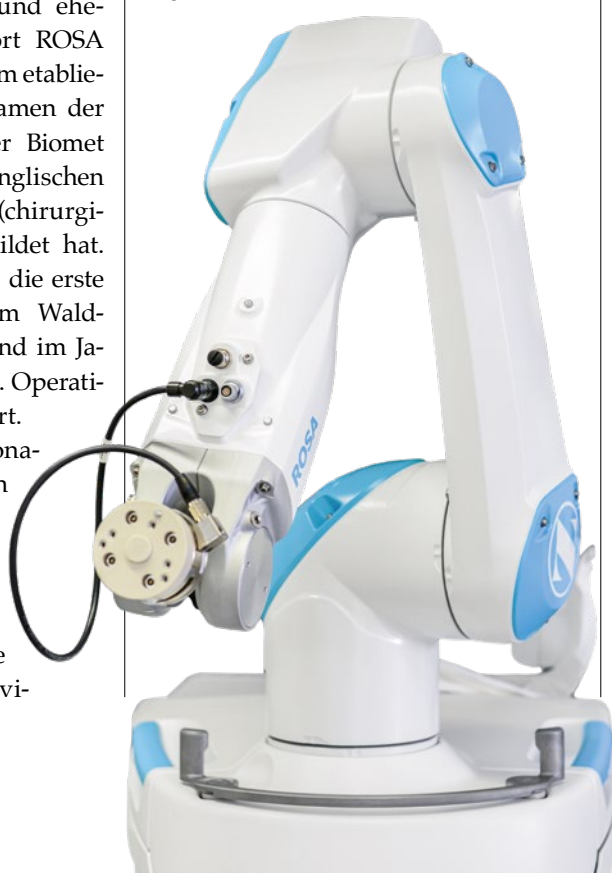 und ehe-
ort ROSA
m etablie-
amen der
er Biomet
nglischen
(chirurgi-
ildet hat.
die erste
m Wald-
nd im Ja-
. Operati-
rt.
ona-
n
e
vi-
ROSA